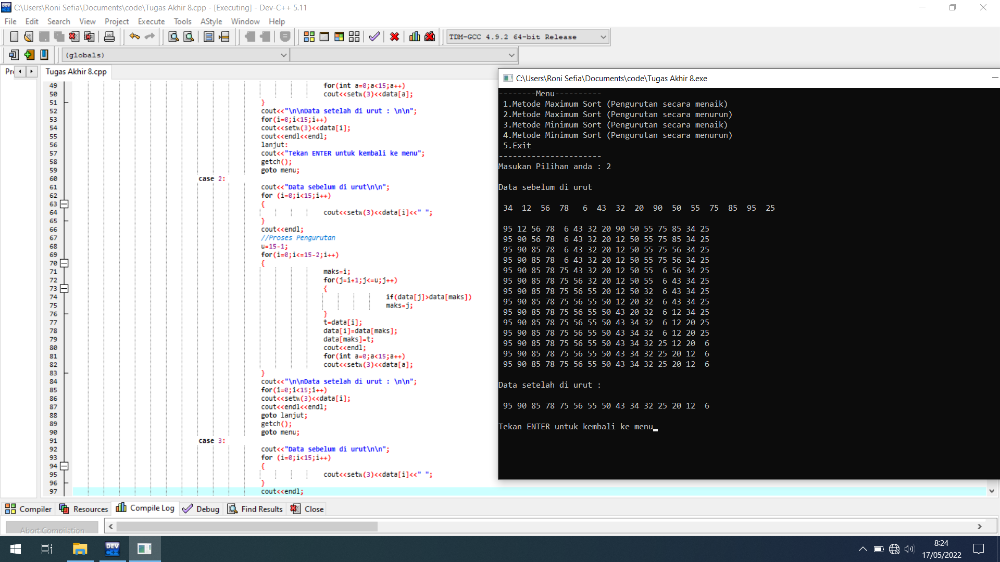 C:\Users\Roni Sefia\Documents\code\Tugas Akhir 8.cpp - [Executing] - Dev-C++ 5.11
File Edit Search View Project Execute Tools AStyle Window Help
TDM-GCC 4.9.2 64-bit Release
(globals)
Tugas Akhir 8.cpp
49 for(int a=0;a<15;a++)
50 cout<<setw(3)<<data[a];
51 }
52 cout<<"\n\nData setelah di urut : \n\n";
53 for(i=0;i<15;i++)
54 cout<<setw(3)<<data[i];
55 cout<<endl<<endl;
56 lanjut:
57 cout<<"Tekan ENTER untuk kembali ke menu";
58 getch();
59 goto menu;
60 case 2:
61 cout<<"Data sebelum di urut\n\n";
62 for (i=0;i<15;i++)
63 {
64 cout<<setw(3)<<data[i]<<" ";
65 }
66 cout<<endl;
67 //Proses Pengurutan
68 u=15-1;
69 for(i=0;i<=15-2;i++)
70 {
71 maks=i;
72 for(j=i+1;j<=u;j++)
73 {
74 if(data[j]>data[maks])
75 maks=j;
76 }
77 t=data[i];
78 data[i]=data[maks];
79 data[maks]=t;
80 cout<<endl;
81 for(int a=0;a<15;a++)
82 cout<<setw(3)<<data[a];
83 }
84 cout<<"\n\nData setelah di urut : \n\n";
85 for(i=0;i<15;i++)
86 cout<<setw(3)<<data[i];
87 cout<<endl<<endl;
88 goto lanjut;
89 getch();
90 goto menu;
91 case 3:
92 cout<<"Data sebelum di urut\n\n";
93 for (i=0;i<15;i++)
94 {
95 cout<<setw(3)<<data[i]<<" ";
96 }
97 cout<<endl;
C:\Users\Roni Sefia\Documents\code\Tugas Akhir 8.exe
--------Menu----------
1.Metode Maximum Sort (Pengurutan secara menaik)
2.Metode Maximum Sort (Pengurutan secara menurun)
3.Metode Minimum Sort (Pengurutan secara menaik)
4.Metode Minimum Sort (Pengurutan secara menurun)
5.Exit
----------------------
Masukan Pilihan anda : 2
Data sebelum di urut
34 12 56 78 6 43 32 20 90 50 55 75 85 95 25
95 12 56 78 6 43 32 20 90 50 55 75 85 34 25
95 90 56 78 6 43 32 20 12 50 55 75 85 34 25
95 90 85 78 6 43 32 20 12 50 55 75 56 34 25
95 90 85 78 6 43 32 20 12 50 55 75 56 34 25
95 90 85 78 75 43 32 20 12 50 55 6 56 34 25
95 90 85 78 75 56 32 20 12 50 55 6 43 34 25
95 90 85 78 75 56 55 20 12 50 32 6 43 34 25
95 90 85 78 75 56 55 50 12 20 32 6 43 34 25
95 90 85 78 75 56 55 50 43 20 32 6 12 34 25
95 90 85 78 75 56 55 50 43 34 32 6 12 20 25
95 90 85 78 75 56 55 50 43 34 32 6 12 20 25
95 90 85 78 75 56 55 50 43 34 32 25 12 20 6
95 90 85 78 75 56 55 50 43 34 32 25 20 12 6
95 90 85 78 75 56 55 50 43 34 32 25 20 12 6
Data setelah di urut :
95 90 85 78 75 56 55 50 43 34 32 25 20 12 6
Tekan ENTER untuk kembali ke menu
Compiler Resources Compile Log Debug Find Results Close
Abort Compilation
DEV C++
8:24
17/05/2022